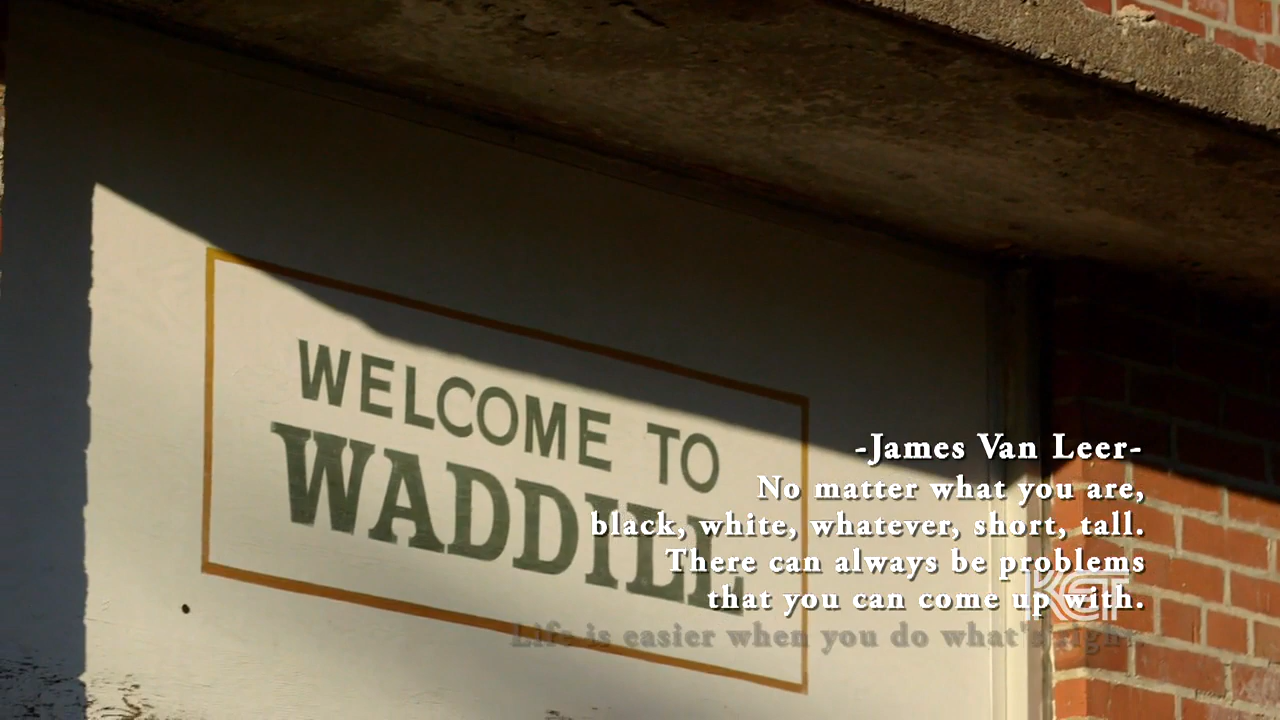 WELCOME TO
WADDILL
-James Van Leer-
No matter what you are,
black, white, whatever, short, tall.
There can always be problems
that you can come up with.
Life is easier when you do what's right.
KET